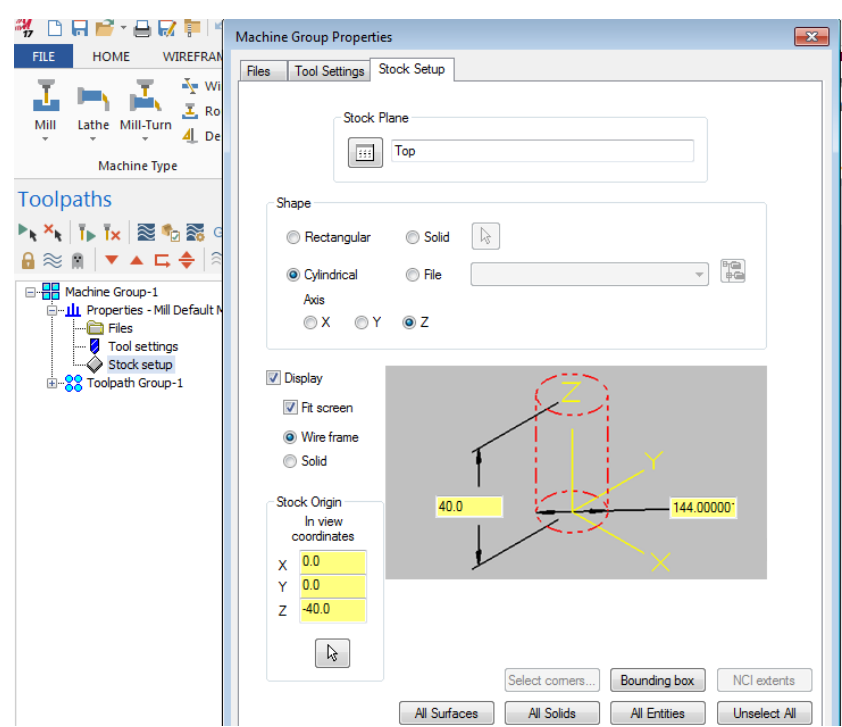 17
Machine Group Properties
FILE
HOME
WIREFRAM
Files
Tool Settings
Stock Setup
Wi
Ro
De
Mill
Lathe
Mill-Turn
Machine Type
Stock Plane
Top
Toolpaths
G
Shape
Rectangular
Solid
Cylindrical
File
Axis
X
Y
Z
Machine Group-1
Properties - Mill Default M
Files
Tool settings
Stock setup
Toolpath Group-1
Display
Fit screen
Wire frame
Solid
Z
Y
X
40.0
144.00000
Stock Origin
In view
coordinates
X 0.0
Y 0.0
Z -40.0
Select corners...
Bounding box
NCI extents
All Surfaces
All Solids
All Entities
Unselect All